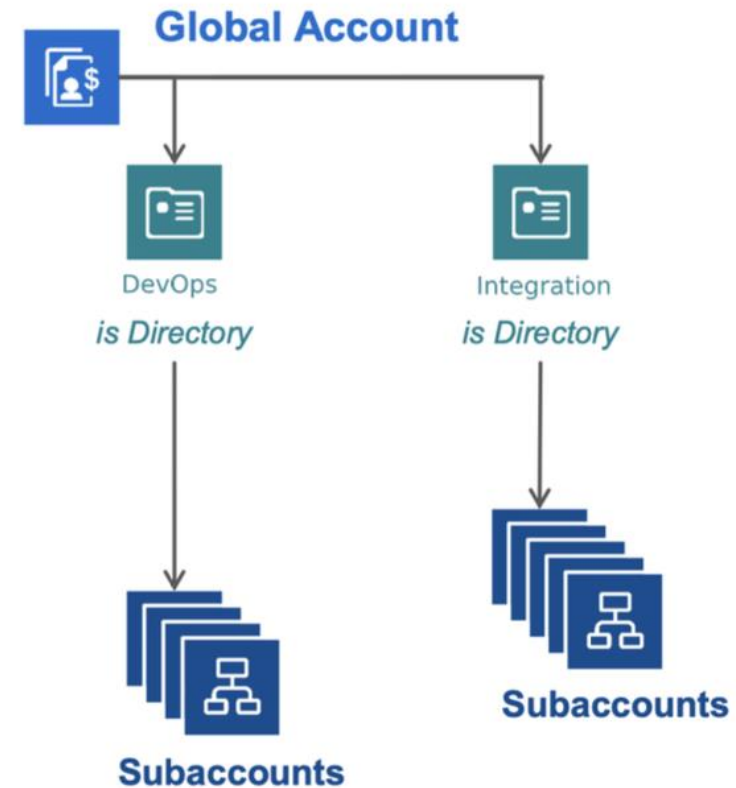 Global Account
$
DevOps
is Directory
Integration
is Directory
Subaccounts
Subaccounts